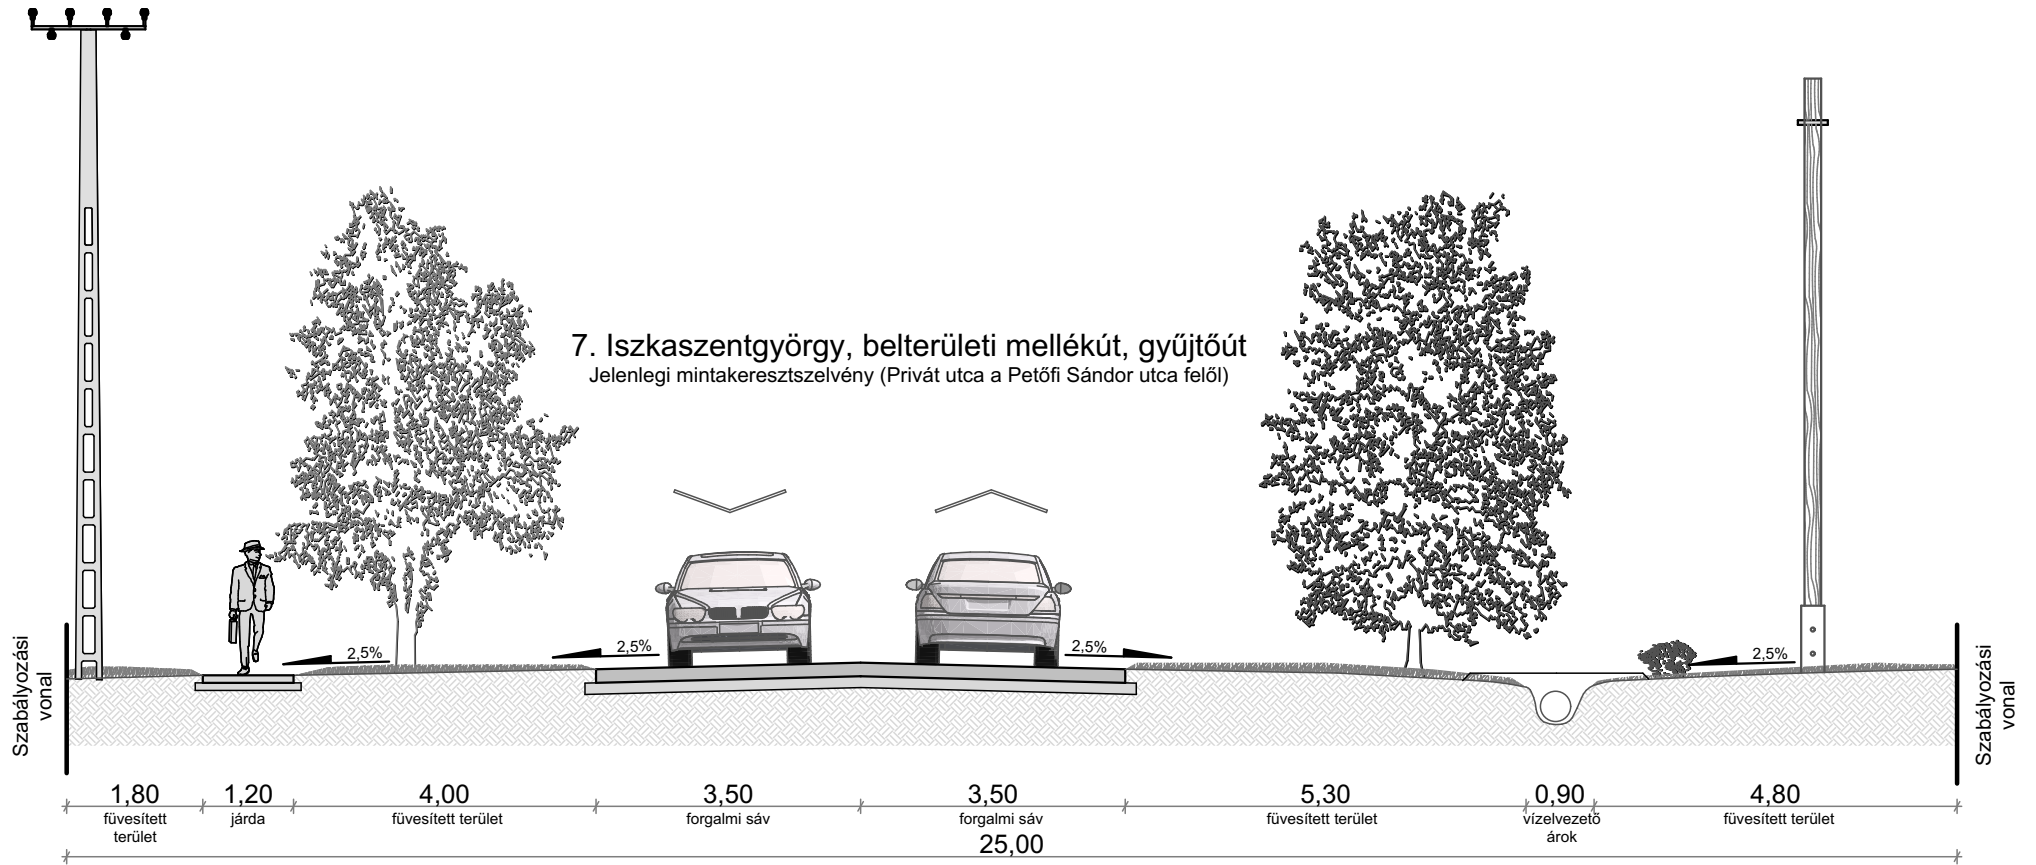 7. Iszkaszentgyörgy, belterületi mellékút, gyűjtőút
Jelenlegi mintakeresztszelvény (Privát utca a Petőfi Sándor utca felől)
2,5%
2,5%
2,5%
2,5%
Szabályozási
vonal
Szabályozási
vonal
1,80
füvesített
terület
1,20
járda
4,00
füvesített terület
3,50
forgalmi sáv
3,50
forgalmi sáv
5,30
füvesített terület
0,90
vízelvezető
árok
4,80
füvesített terület
25,00